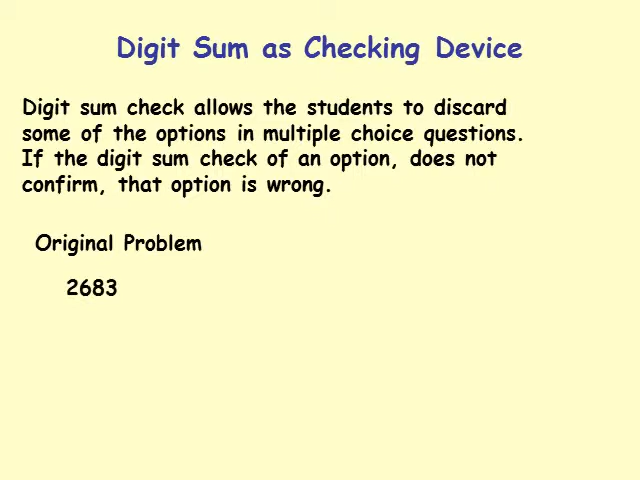 Digit Sum as Checking Device
Digit sum check allows the students to discard
some of the options in multiple choice questions.
If the digit sum check of an option, does not
confirm, that option is wrong.
Original Problem
2683